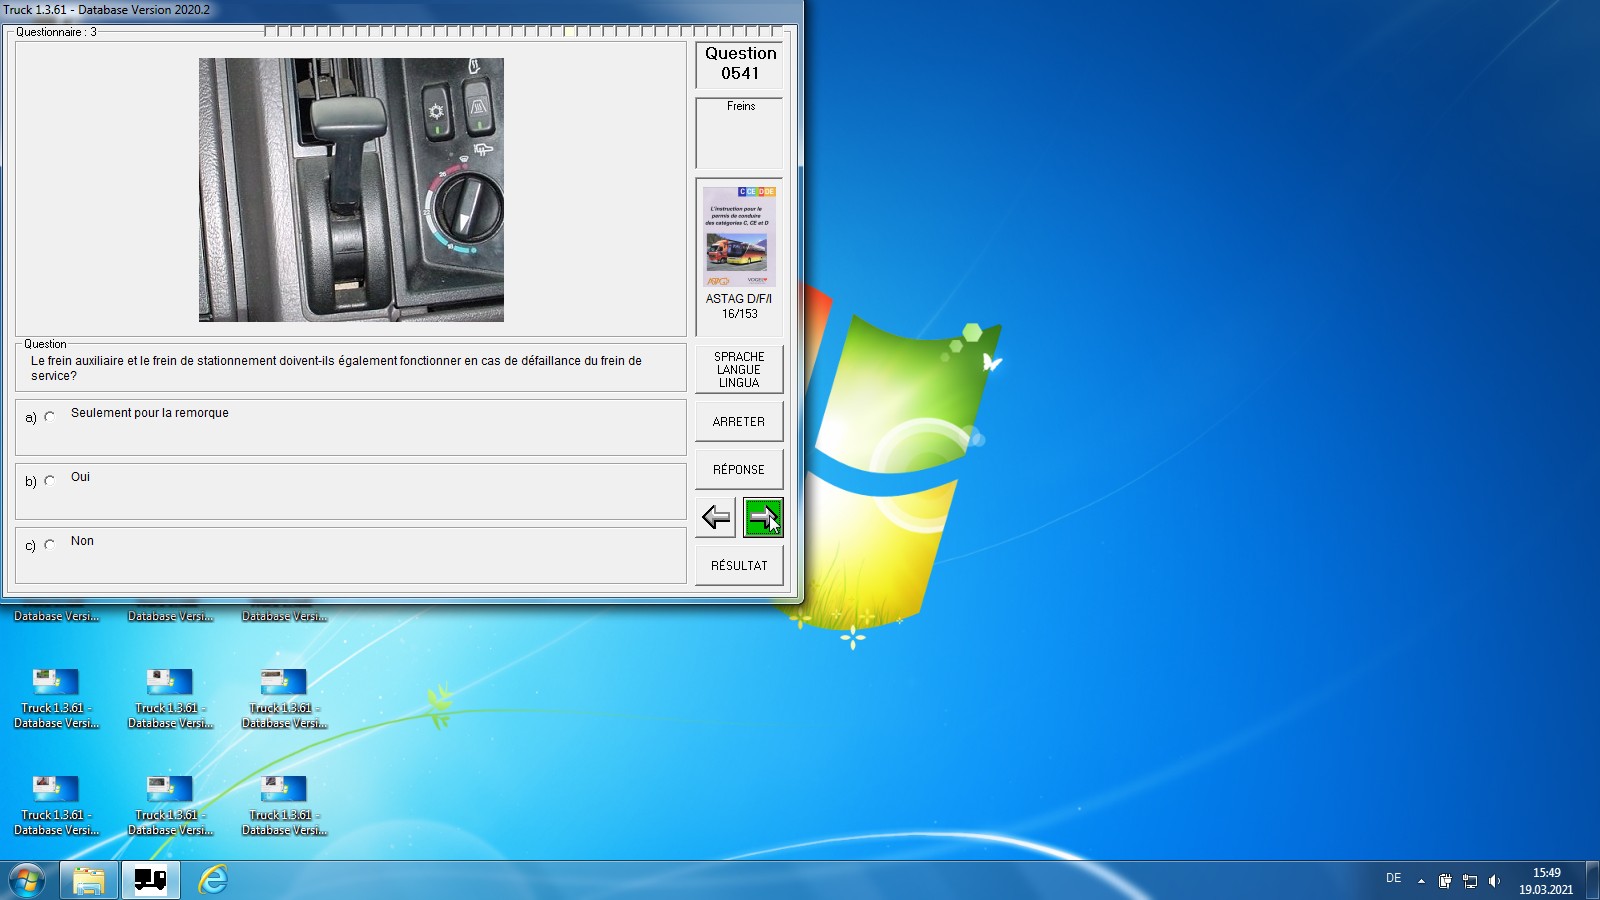 Truck 1.3.61 - Database Version 2020.2
Questionnaire : 3
Question
0541
Freins
C CE D DE
L'instruction pour le
permis de conduire
des catégories C, CE et D
ASTAG D/F/I
16/153
Question
Le frein auxiliaire et le frein de stationnement doivent-ils également fonctionner en cas de défaillance du frein de
service?
SPRACHE
LANGUE
LINGUA
a) Seulement pour la remorque
ARRETER
b) Oui
RÉPONSE
c) Non
RÉSULTAT
Database Versi...
Database Versi...
Database Versi...
Truck 1.3.61 -
Database Versi...
Truck 1.3.61 -
Database Versi...
Truck 1.3.61 -
Database Versi...
Truck 1.3.61 -
Database Versi...
Truck 1.3.61 -
Database Versi...
Truck 1.3.61 -
Database Versi...
DE
15:49
19.03.2021